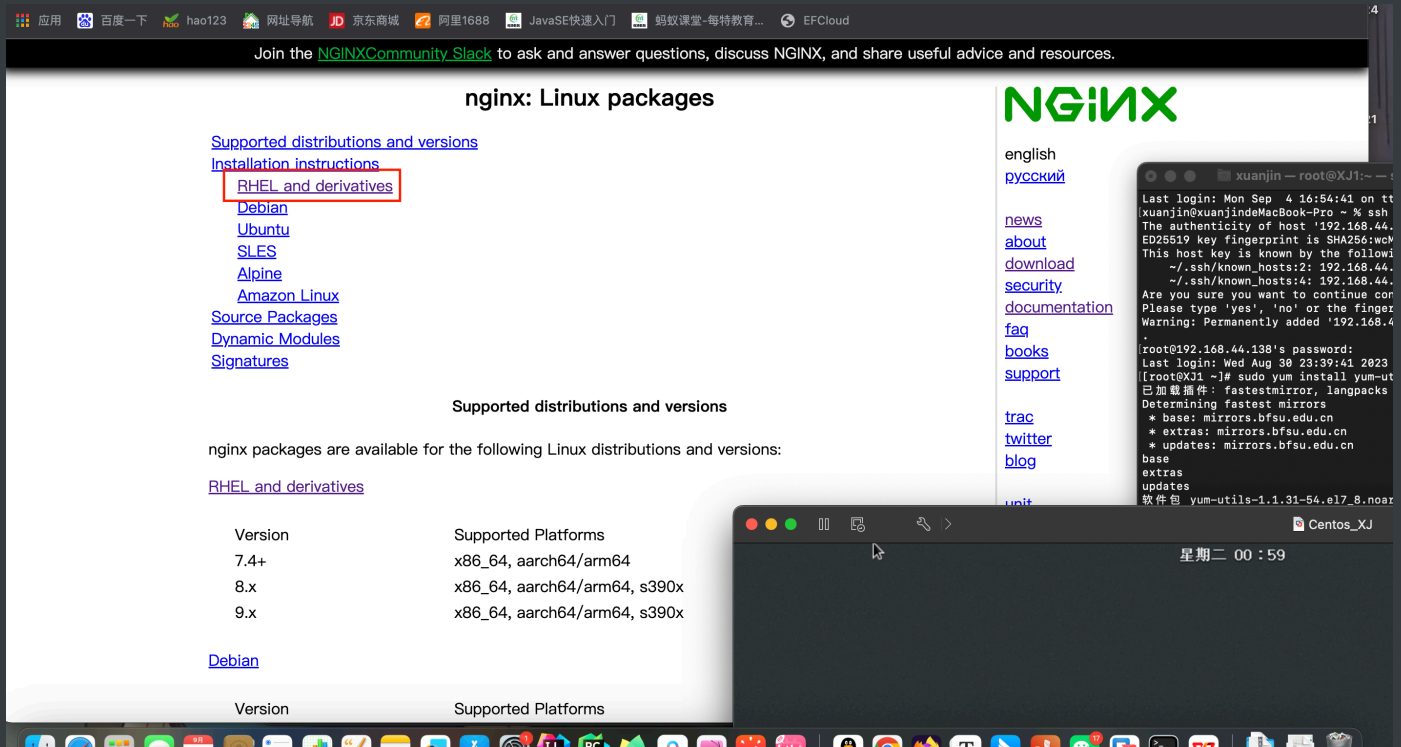 应用 百度一下 hao123 网址导航 京东商城 阿里1688 JavaSE快速入门 蚂蚁课堂-每特教育... EFCloud
Join the NGINXCommunity Slack to ask and answer questions, discuss NGINX, and share useful advice and resources.
nginx: Linux packages
Supported distributions and versions
Installation instructions
RHEL and derivatives
Debian
Ubuntu
SLES
Alpine
Amazon Linux
Source Packages
Dynamic Modules
Signatures
Supported distributions and versions
nginx packages are available for the following Linux distributions and versions:
RHEL and derivatives
Version Supported Platforms
7.4+ x86_64, aarch64/arm64
8.x x86_64, aarch64/arm64, s390x
9.x x86_64, aarch64/arm64, s390x
Debian
Version Supported Platforms
NGINX
english
русский
news
about
download
security
documentation
faq
books
support
trac
twitter
blog
unit
xuanjin — root@XJ1:~ —
Last login: Mon Sep 4 16:54:41 on tt
[xuanjin@xuanjindeMacBook-Pro ~ % ssh
The authenticity of host '192.168.44.
ED25519 key fingerprint is SHA256:wcM
This host key is known by the followi
~/.ssh/known_hosts:2: 192.168.44.
~/.ssh/known_hosts:4: 192.168.44.
Are you sure you want to continue con
Please type 'yes', 'no' or the finger
Warning: Permanently added '192.168.4
.
[root@192.168.44.138's password:
Last login: Wed Aug 30 23:39:41 2023
[[root@XJ1 ~]# sudo yum install yum-ut
已加载插件：fastestmirror, langpacks
Determining fastest mirrors
* base: mirrors.bfsu.edu.cn
* extras: mirrors.bfsu.edu.cn
* updates: mirrors.bfsu.edu.cn
base
extras
updates
软件包 yum-utils-1.1.31-54.el7_8.noar
Centos_XJ
星期二 00：59